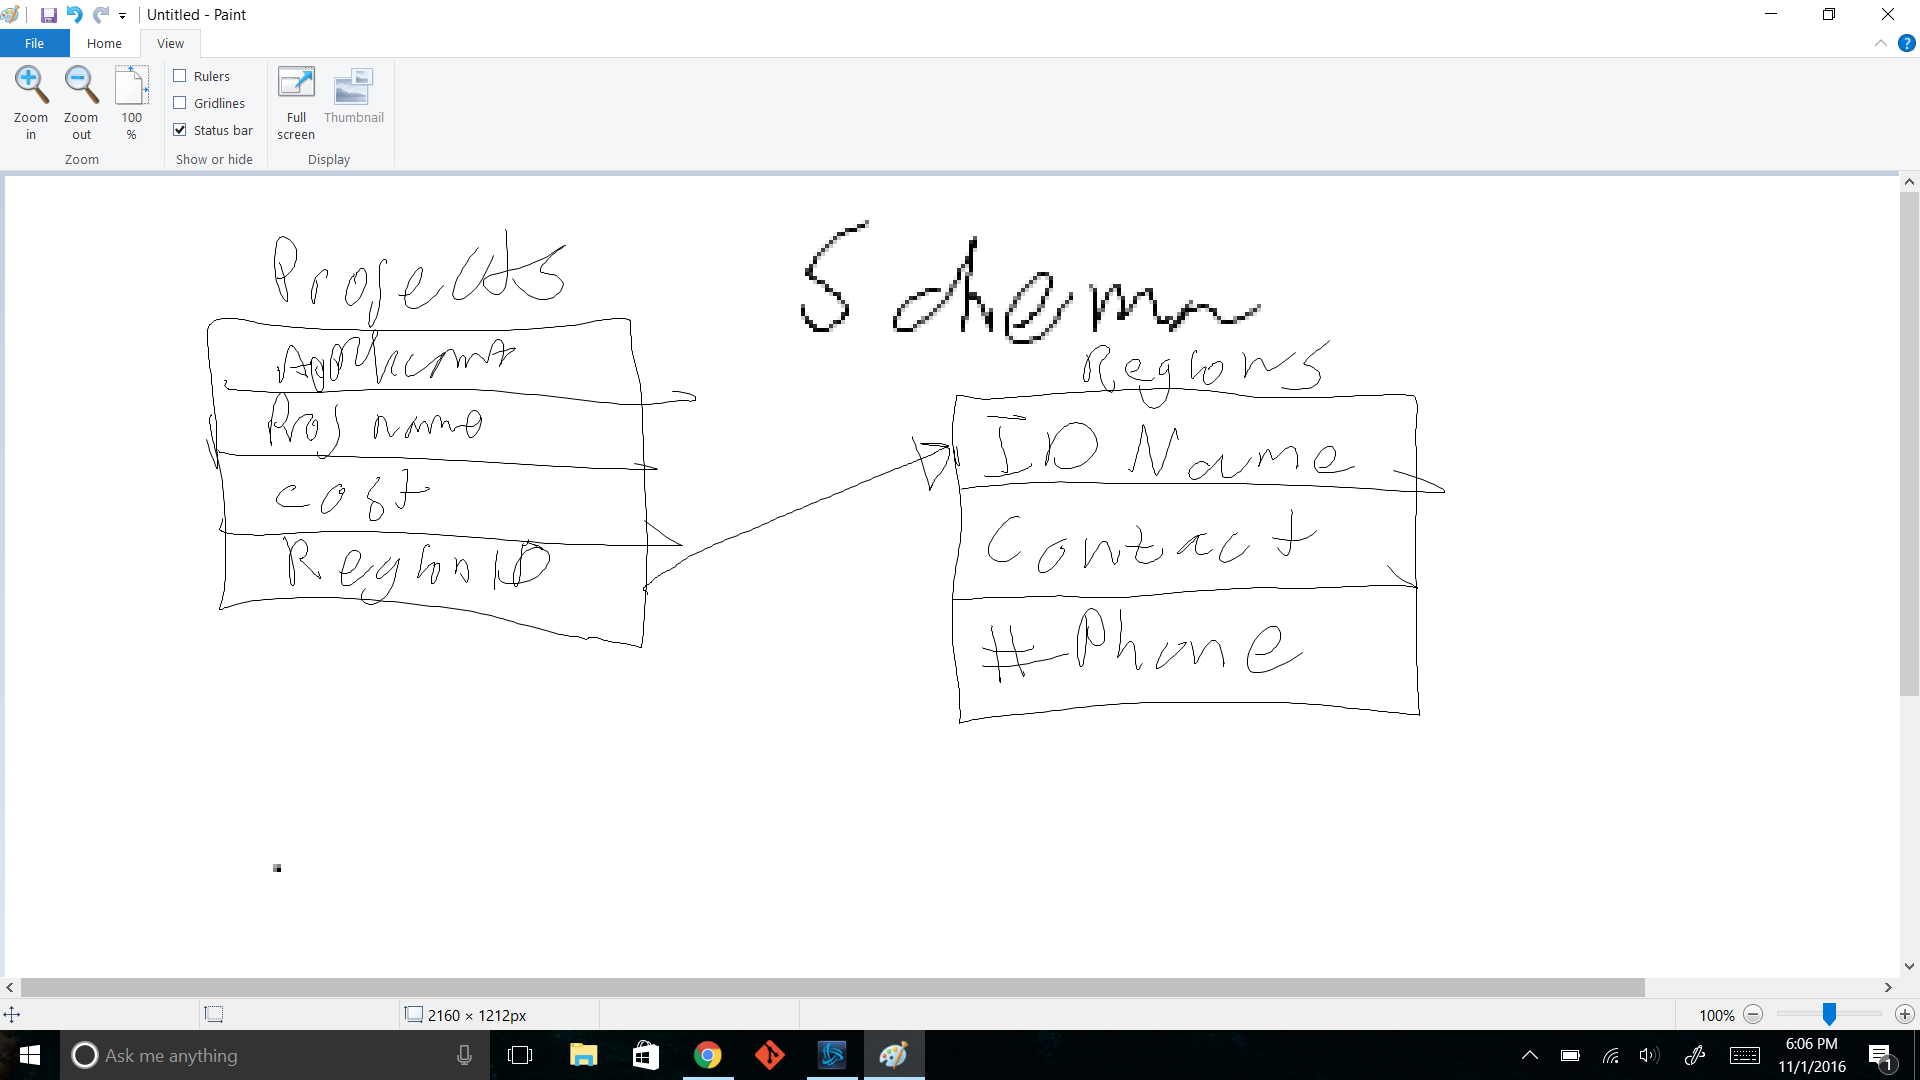 Untitled - Paint
File Home View
Zoom in
Zoom out
100 %
Zoom
Rulers
Gridlines
Status bar
Show or hide
Full screen
Thumbnail
Display
Schema
Projects
Applicant
Proj name
Cost
Region ID
Regions
ID Name
Contact
# Phone
2160 × 1212px
100%
Ask me anything
6:06 PM
11/1/2016
1